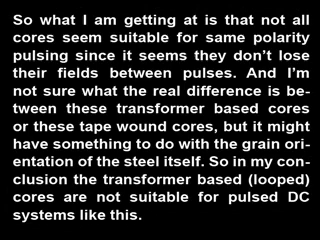 So what I am getting at is that not all
cores seem suitable for same polarity
pulsing since it seems they don't lose
their fields between pulses. And I'm
not sure what the real difference is be-
tween these transformer based cores
or these tape wound cores, but it might
have something to do with the grain ori-
entation of the steel itself. So in my con-
clusion the transformer based (looped)
cores are not suitable for pulsed DC
systems like this.